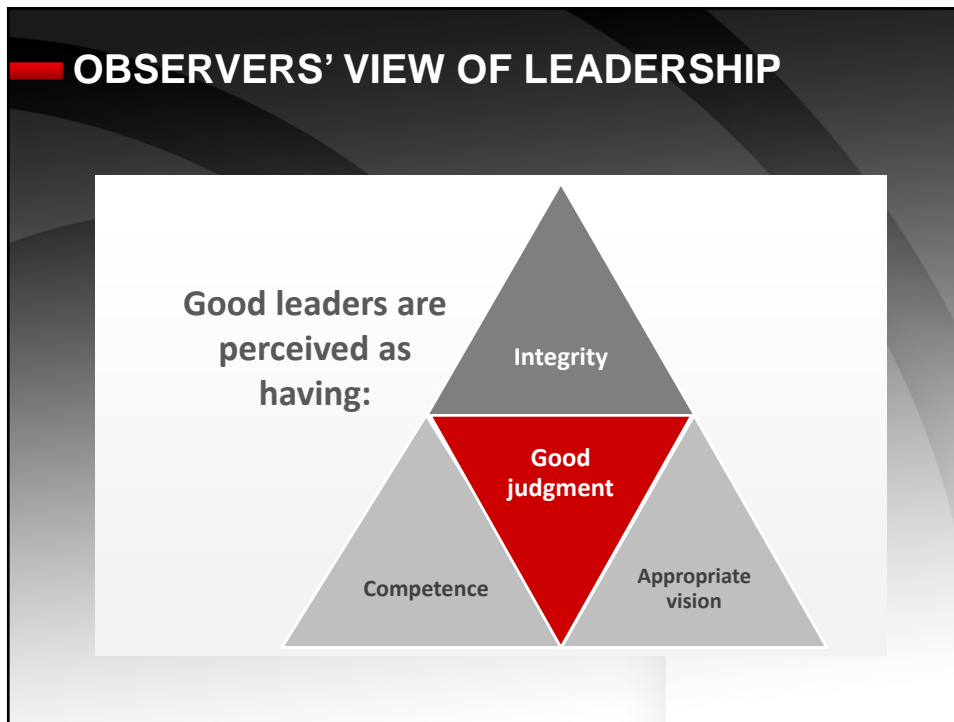 OBSERVERS’ VIEW OF LEADERSHIP
Good leaders are
perceived as
having:
Integrity
Good
judgment
Competence
Appropriate
vision